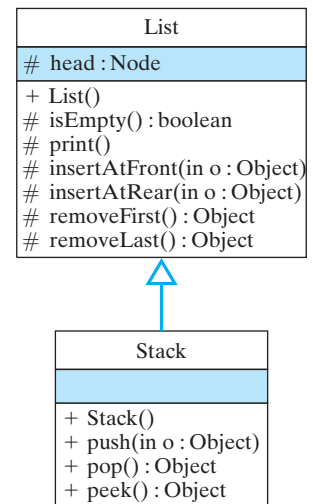 List
# head : Node
+ List()
# isEmpty() : boolean
# print()
# insertAtFront(in o : Object)
# insertAtRear(in o : Object)
# removeFirst() : Object
# removeLast() : Object
Stack
+ Stack()
+ push(in o : Object)
+ pop() : Object
+ peek() : Object